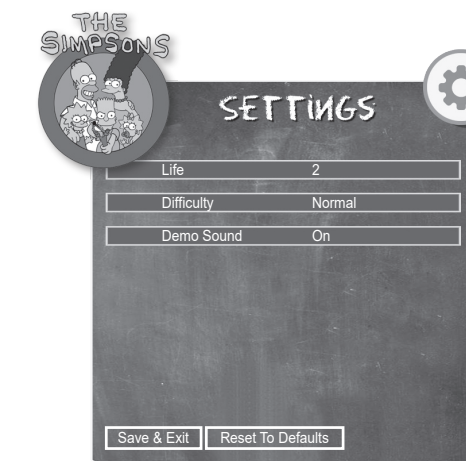 THE
SIMPSONS
SETTINGS
Life 2
Difficulty Normal
Demo Sound On
Save & Exit Reset To Defaults